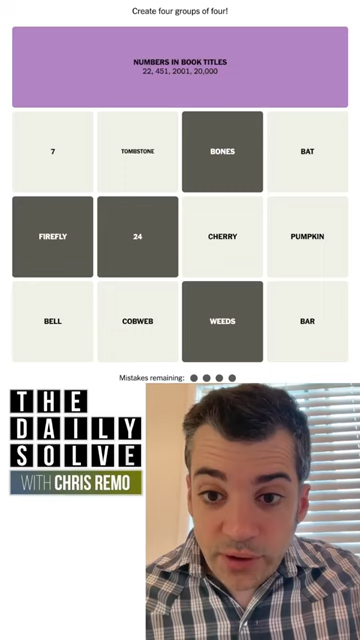 Create four groups of four!
NUMBERS IN BOOK TITLES
22, 451, 2001, 20,000
7 TOMBSTONE BONES BAT
FIREFLY 24 CHERRY PUMPKIN
BELL COBWEB WEEDS BAR
Mistakes remaining:
THE
DAILY
SOLVE
WITH CHRIS REMO